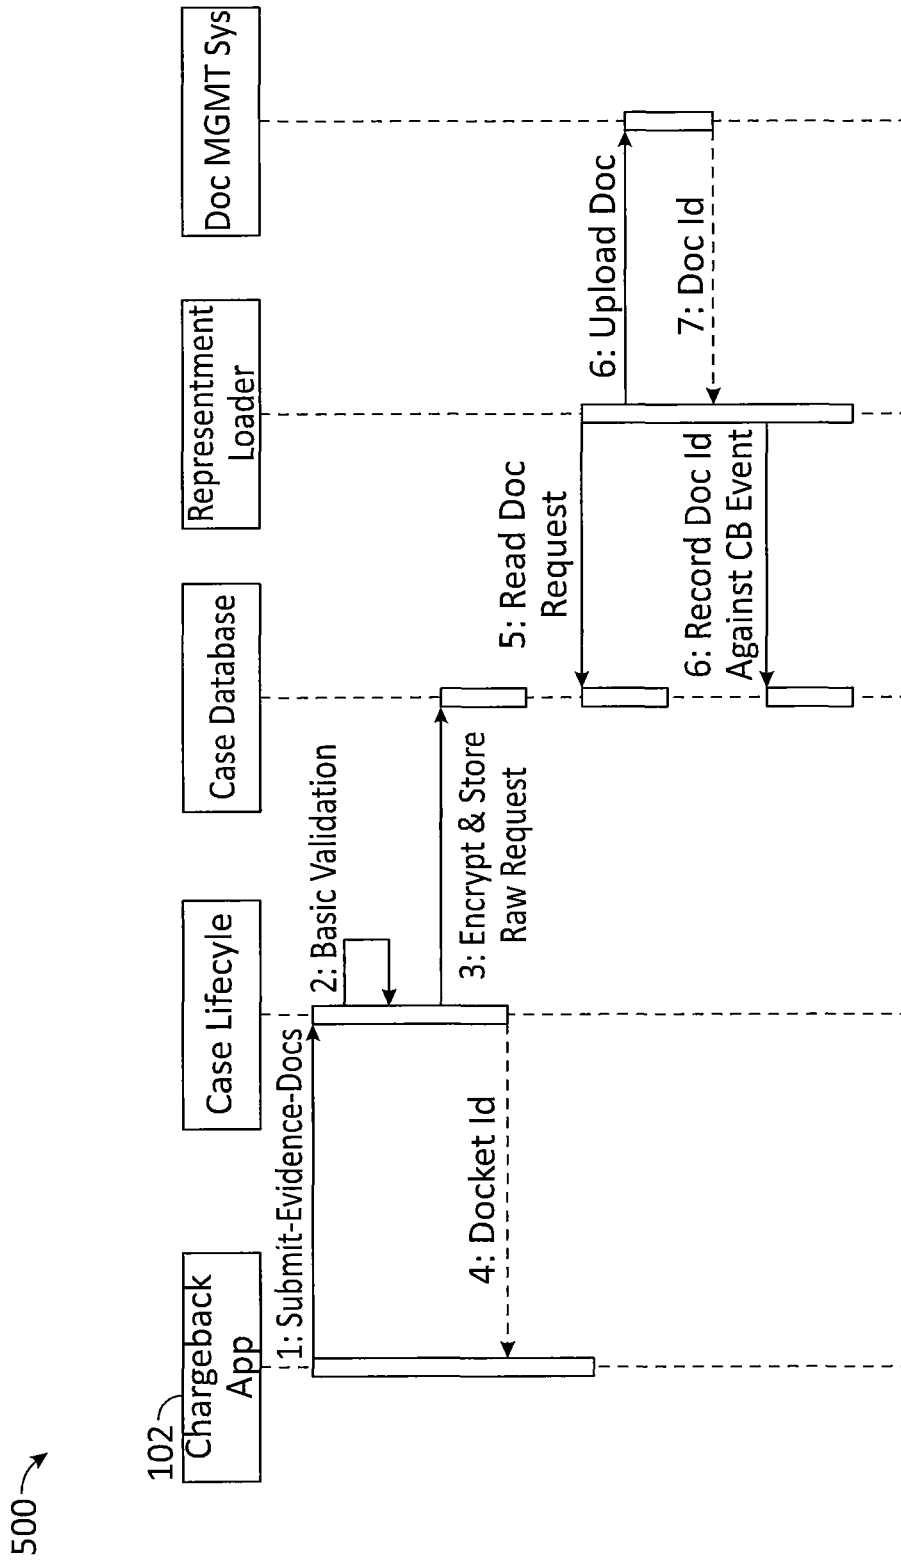 500
102
Chargeback
App
Case Lifecyle
Case Database
Representment
Loader
Doc MGMT Sys
1: Submit-Evidence-Docs
2: Basic Validation
3: Encrypt & Store
Raw Request
4: Docket Id
5: Read Doc
Request
6: Upload Doc
7: Doc Id
6: Record Doc Id
Against CB Event